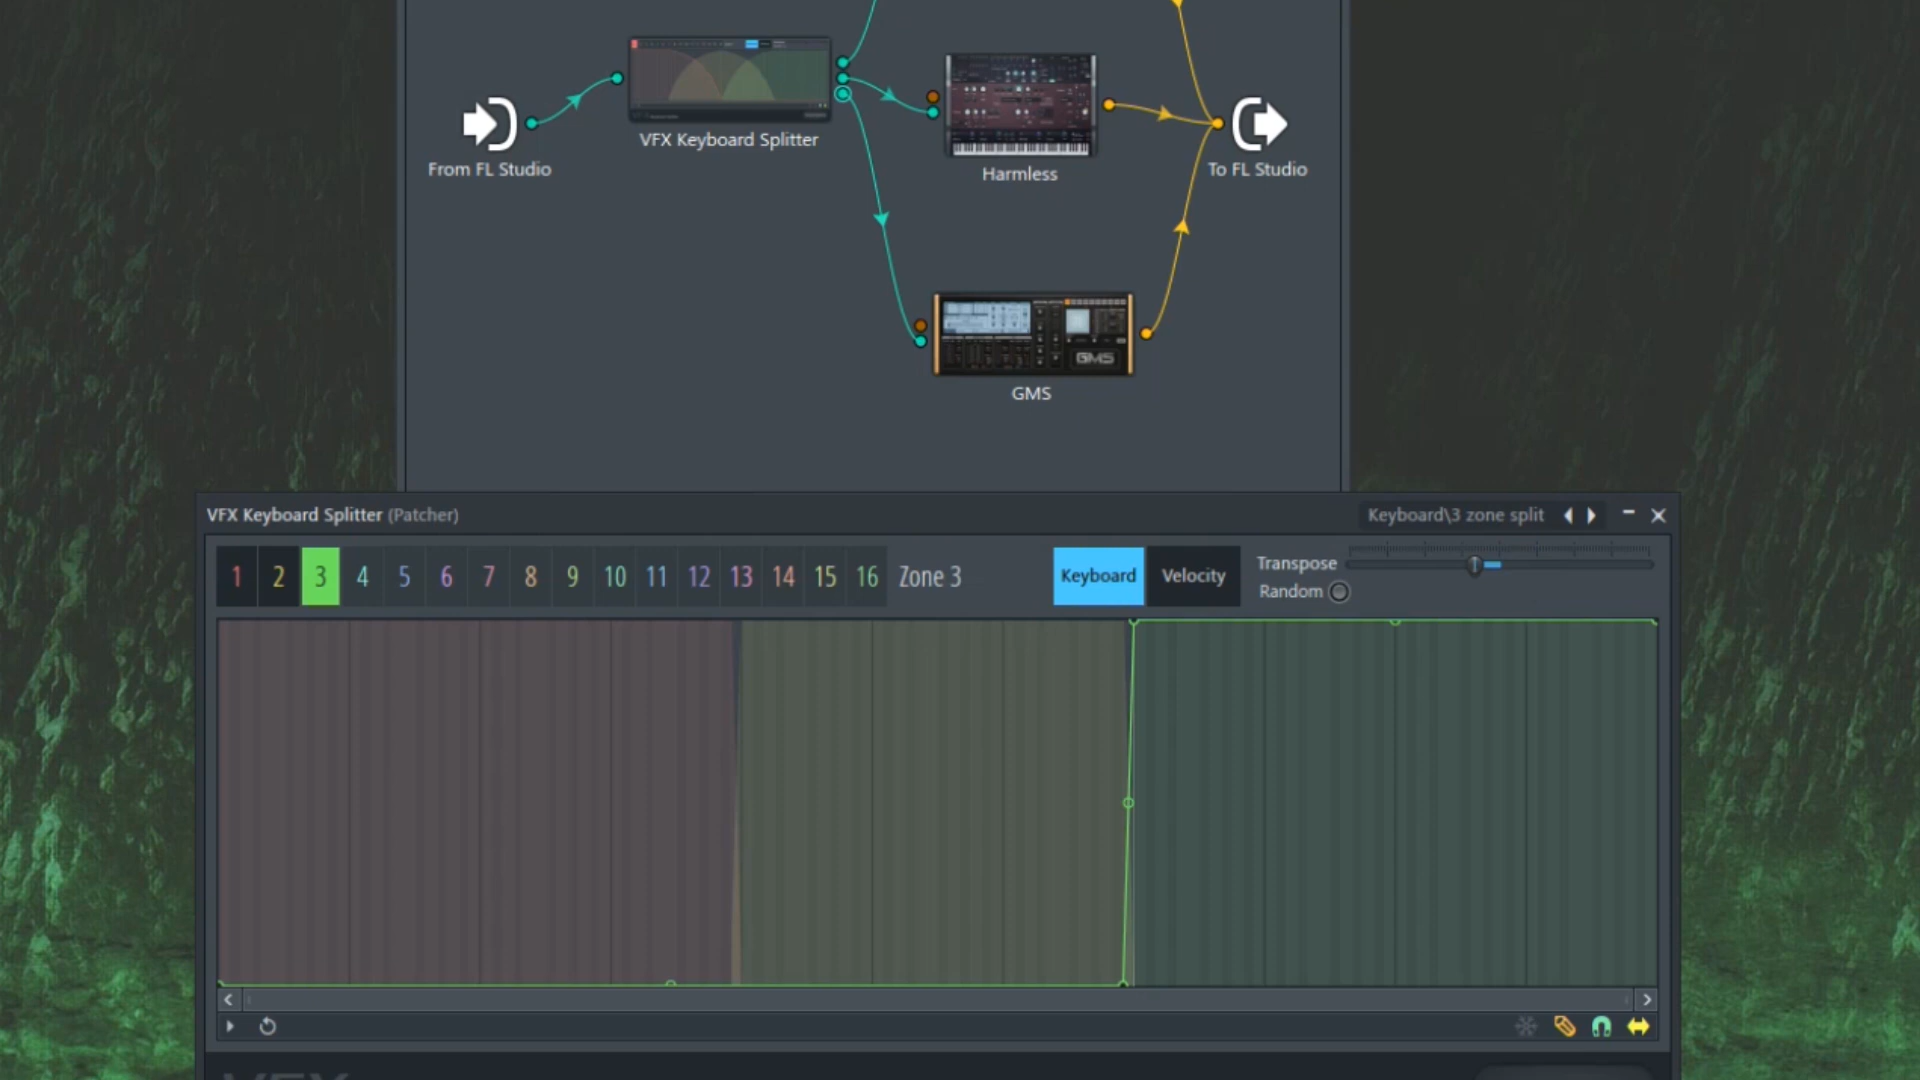 VFX Keyboard Splitter
From FL Studio
Harmless
To FL Studio
GMS
GMS
VFX Keyboard Splitter (Patcher)
Keyboard\3 zone split
1 2 3 4 5 6 7 8 9 10 11 12 13 14 15 16 Zone 3
Keyboard
Velocity
Transpose
Random